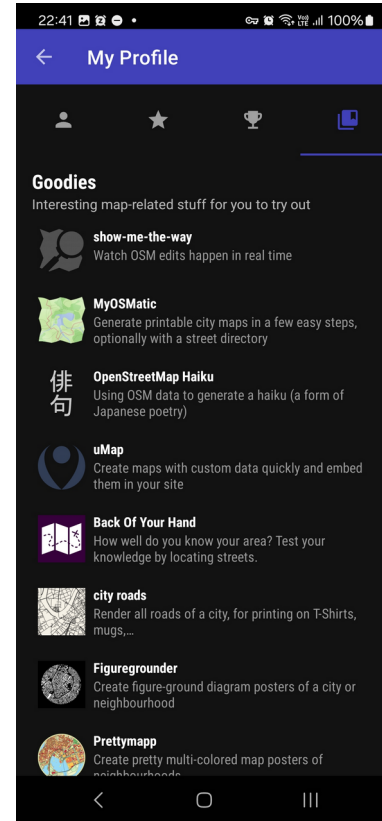 22:41
VoLTE 100%
My Profile
Goodies
Interesting map-related stuff for you to try out
show-me-the-way
Watch OSM edits happen in real time
MyOSMatic
Generate printable city maps in a few easy steps,
optionally with a street directory
俳
句
OpenStreetMap Haiku
Using OSM data to generate a haiku (a form of
Japanese poetry)
uMap
Create maps with custom data quickly and embed
them in your site
Back Of Your Hand
How well do you know your area? Test your
knowledge by locating streets.
city roads
Render all roads of a city, for printing on T-Shirts,
mugs,…
Figuregrounder
Create figure-ground diagram posters of a city or
neighbourhood
Prettymapp
Create pretty multi-colored map posters of
neighbourhoods